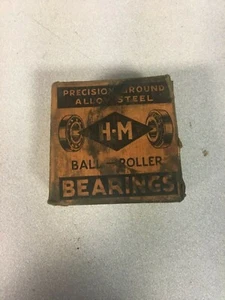 PRECISION GROUND
ALLOY STEEL
H-M
BALL - ROLLER
BEARINGS